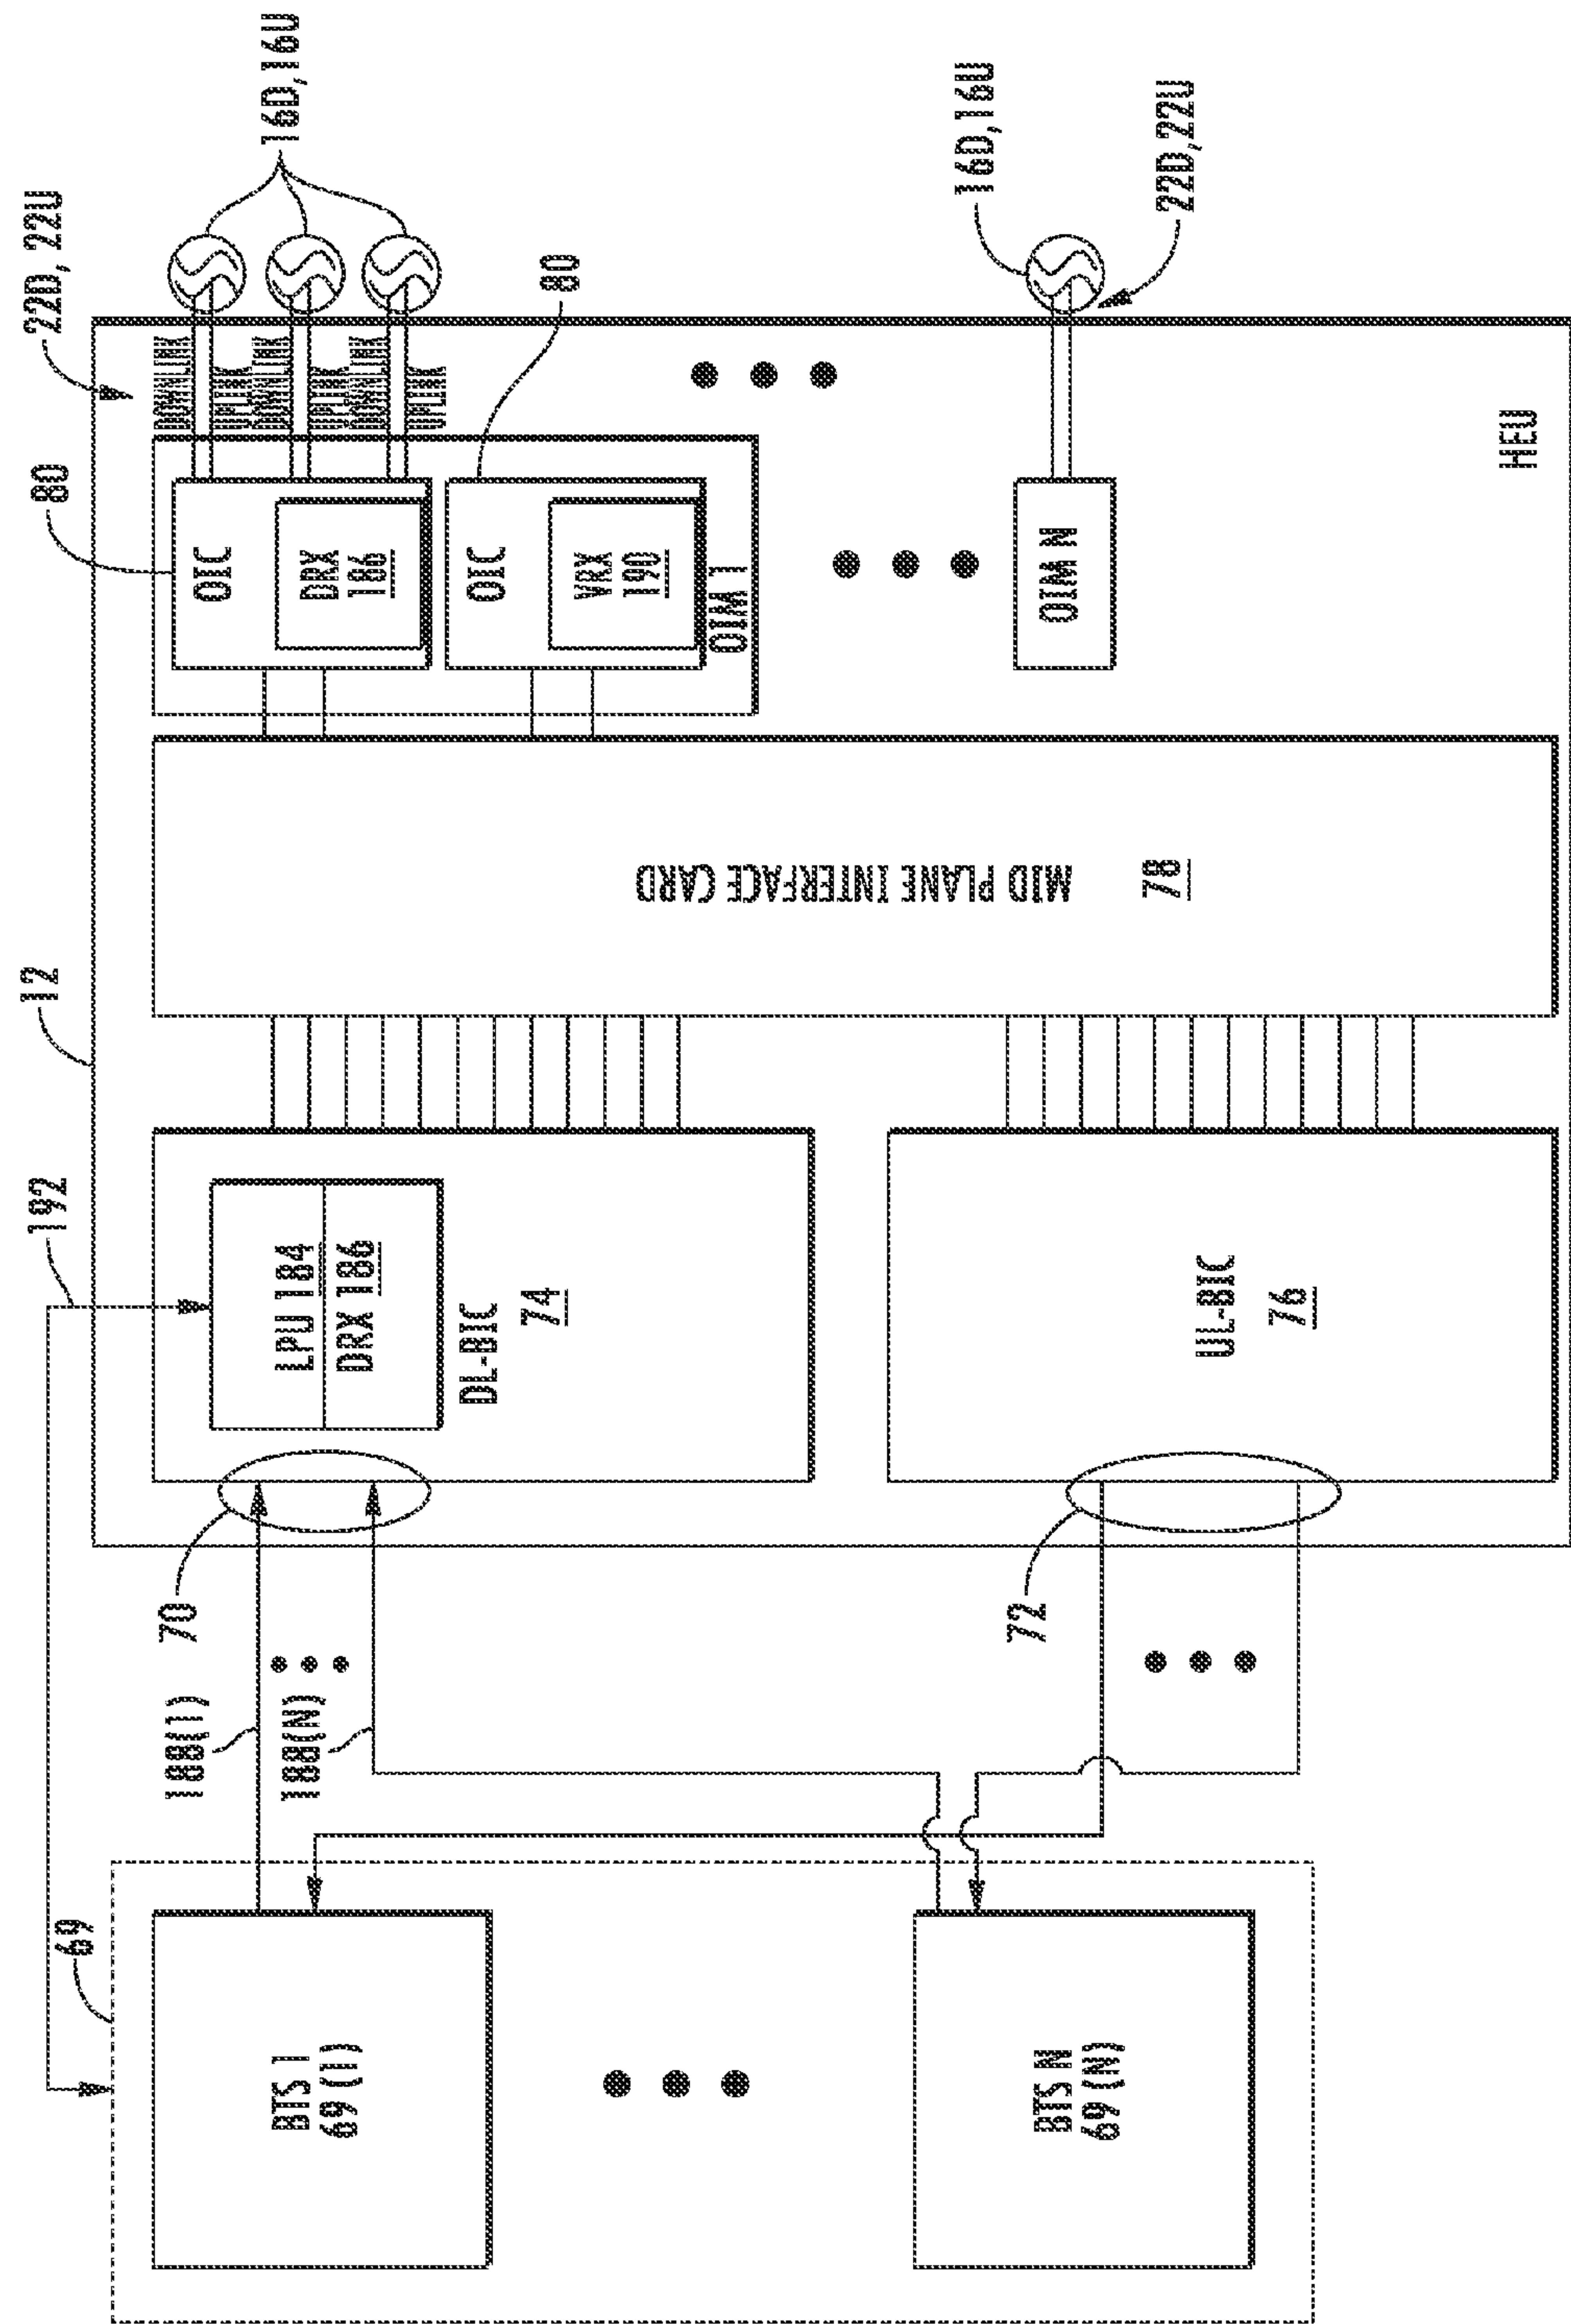 69
192
12
80
22D, 22U
BTS 1
69(1)
188(1)
188(N)
70
LPU 184
DRX 186
DL-BIC
74
OIC
DRX
186
DOWNLINK
UPLINK
DOWNLINK
UPLINK
DOWNLINK
UPLINK
16D,16U
OIC
VRX
190
OIM 1
80
MID PLANE INTERFACE CARD
78
BTS N
69(N)
72
UL-BIC
76
OIM N
16D,16U
22D,22U
HEU